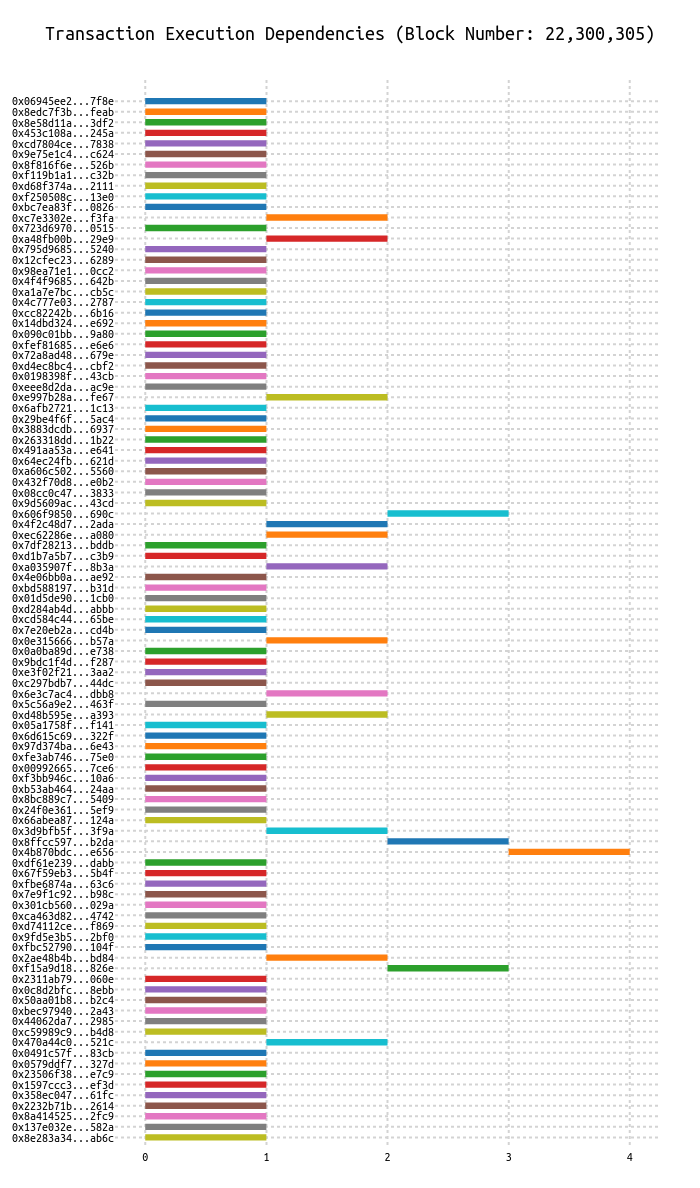 Transaction Execution Dependencies (Block Number: 22,300,305)
0x06945ee2...7f8e
0x8edc7f3b...feab
0x8e58d11a...3df2
0x453c108a...245a
0xcd7804ce...7838
0x9e75e1c4...c624
0x8f816f6e...526b
0xf119b1a1...c32b
0xd68f374a...2111
0xf250508c...13e0
0xbc7ea83f...0826
0xc7e3302e...f3fa
0x723d6970...0515
0xa48fb00b...29e9
0x795d9685...5240
0x12cfec23...6289
0x98ea71e1...0cc2
0x4f4f9685...642b
0xa1a7e7bc...cb5c
0x4c777e03...2787
0xcc82242b...6b16
0x14dbd324...e692
0x090c01bb...9a80
0xfef81685...e6e6
0x72a8ad48...679e
0xd4ec8bc4...cbf2
0x0198398f...43cb
0xeee8d2da...ac9e
0xe997b28a...fe67
0x6afb2721...1c13
0x29be4f6f...5ac4
0x3883dcdb...6937
0x263318dd...1b22
0x491aa53a...e641
0x64ec24fb...621d
0xa606c502...5560
0x432f70d8...e0b2
0x08cc0c47...3833
0x9d5609ac...43cd
0x606f9850...690c
0x4f2c48d7...2ada
0xec62286e...a080
0x7df28213...bddb
0xd1b7a5b7...c3b9
0xa035907f...8b3a
0x4e06bb0a...ae92
0xbd588197...b31d
0x01d5de90...1cb0
0xd284ab4d...abbb
0xcd584c44...65be
0x7e20eb2a...cd4b
0x0e315666...b57a
0x0a0ba89d...e738
0x9bdc1f4d...f287
0xe3f02f21...3aa2
0xc297bdb7...44dc
0x6e3c7ac4...dbb8
0x5c56a9e2...463f
0xd48b595e...a393
0x05a1758f...f141
0x6d615c69...322f
0x97d374ba...6e43
0xfe3ab746...75e0
0x00992665...7ce6
0xf3bb946c...10a6
0xb53ab464...24aa
0x8bc889c7...5409
0x24f0e361...5ef9
0x66abea87...124a
0x3d9bfb5f...3f9a
0x8ffcc597...b2da
0x4b870bdc...e656
0xdf61e239...dabb
0x67f59eb3...5b4f
0xfbe6874a...63c6
0x7e9f1c92...b98c
0x301cb560...029a
0xca463d82...4742
0xd74112ce...f869
0x9fd5e3b5...2bf0
0xfbc52790...104f
0x2ae48b4b...bd84
0xf15a9d18...826e
0x2311ab79...060e
0x0c8d2bfc...8ebb
0x50aa01b8...b2c4
0xbec97940...2a43
0x44062da7...2985
0xc59989c9...b4d8
0x470a44c0...521c
0x0491c57f...83cb
0x0579ddf7...327d
0x23506f38...e7c9
0x1597ccc3...ef3d
0x358ec047...61fc
0x2232b71b...2614
0x8a414525...2fc9
0x137e032e...582a
0x8e283a34...ab6c
0 1 2 3 4